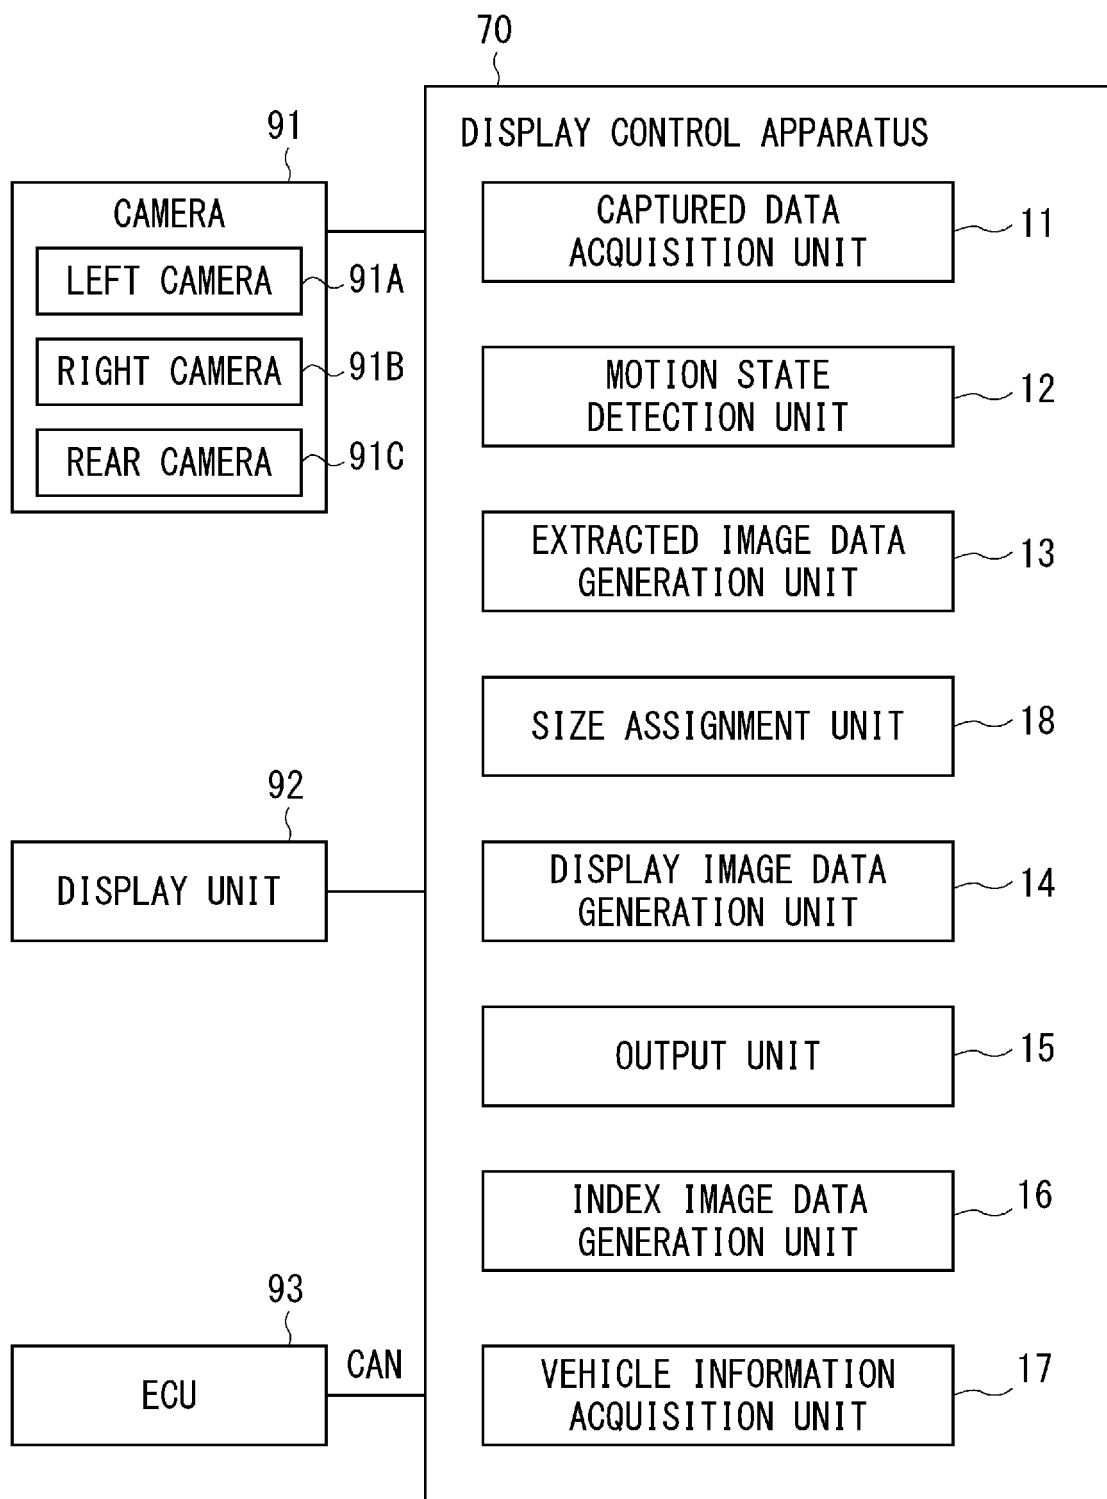 70
DISPLAY CONTROL APPARATUS
91
CAMERA
LEFT CAMERA
91A
RIGHT CAMERA
91B
REAR CAMERA
91C
CAPTURED DATA
ACQUISITION UNIT
11
MOTION STATE
DETECTION UNIT
12
EXTRACTED IMAGE DATA
GENERATION UNIT
13
SIZE ASSIGNMENT UNIT
18
92
DISPLAY UNIT
DISPLAY IMAGE DATA
GENERATION UNIT
14
OUTPUT UNIT
15
INDEX IMAGE DATA
GENERATION UNIT
16
93
ECU
CAN
VEHICLE INFORMATION
ACQUISITION UNIT
17